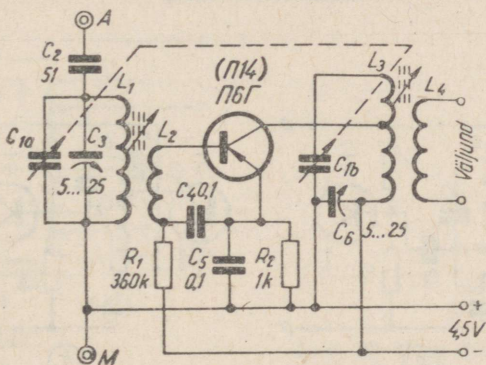 A
C2
51
L1
(П14)
П6Г
L3
L4
C1a
C3
L2
C1b
Väljund
5...25
C4 0,1
C6
5...25
R1
360k
C5
0,1
R2
1k
+
4,5V
-
M